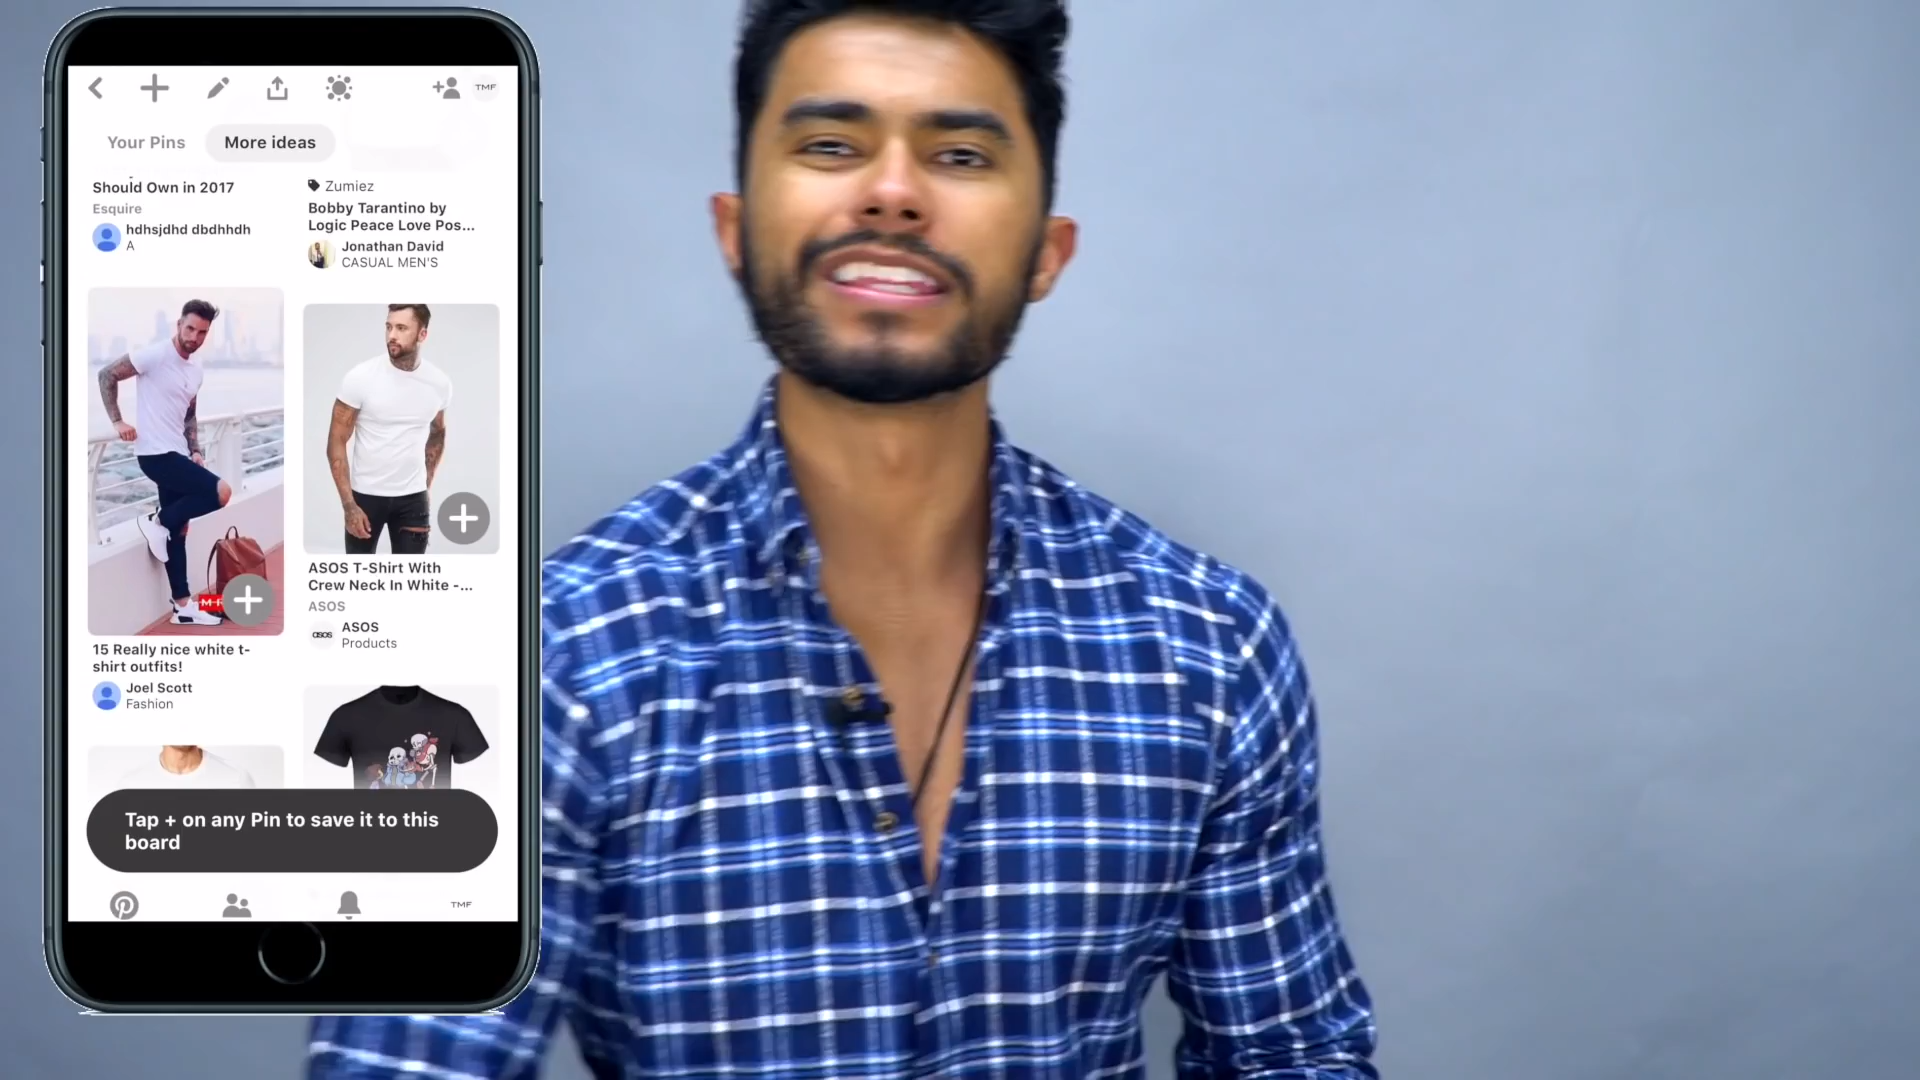 TMF
Your Pins
More ideas
Should Own in 2017
Esquire
hdhsjdhd dbdhhdh
A
Zumiez
Bobby Tarantino by
Logic Peace Love Pos...
Jonathan David
CASUAL MEN'S
15 Really nice white t-
shirt outfits!
Joel Scott
Fashion
ASOS T-Shirt With
Crew Neck In White -...
ASOS
asos
ASOS
Products
Tap + on any Pin to save it to this
board
TMF